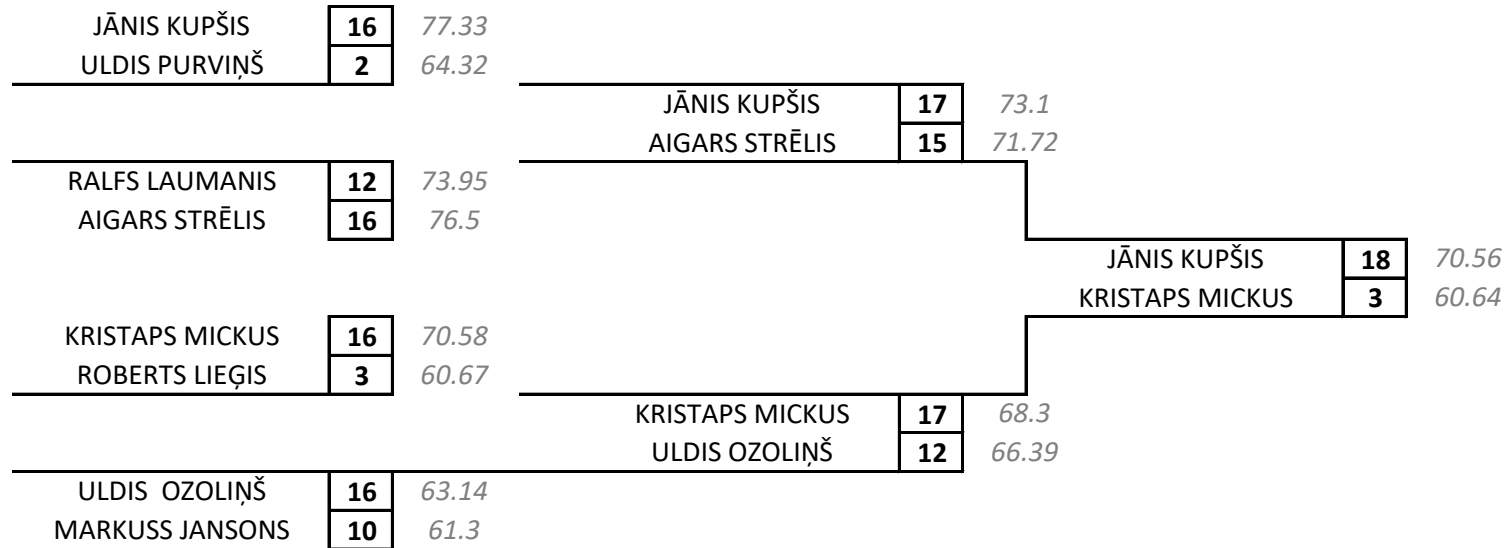 JĀNIS KUPŠIS 16 77.33
ULDIS PURVIŅŠ 2 64.32
JĀNIS KUPŠIS 17 73.1
AIGARS STRĒLIS 15 71.72
RALFS LAUMANIS 12 73.95
AIGARS STRĒLIS 16 76.5
JĀNIS KUPŠIS 18 70.56
KRISTAPS MICKUS 3 60.64
KRISTAPS MICKUS 16 70.58
ROBERTS LIEĢIS 3 60.67
KRISTAPS MICKUS 17 68.3
ULDIS OZOLIŅŠ 12 66.39
ULDIS  OZOLIŅŠ 16 63.14
MARKUSS JANSONS 10 61.3